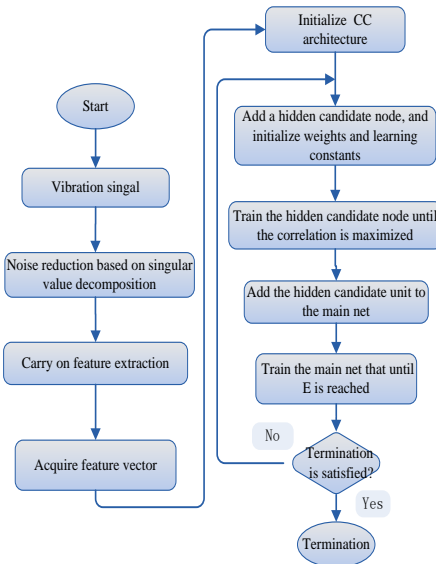 Start
Vibration singal
Noise reduction based on singular
value decomposition
Carry on feature extraction
Acquire feature vector
Initialize CC
architecture
Add a hidden candidate node, and
initialize weights and learning
constants
Train the hidden candidate node until
the correlation is maximized
Add the hidden candidate unit to
the main net
Train the main net that until
E is reached
No
Termination
is satisfied?
Yes
Termination